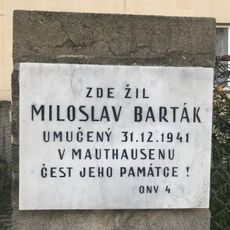 ZDE ŽIL
MILOSLAV BARTÁK
UMUČENÝ 31.12.1941
V MAUTHAUSENU
ČEST JEHO PAMÁTCE !
ONV 4